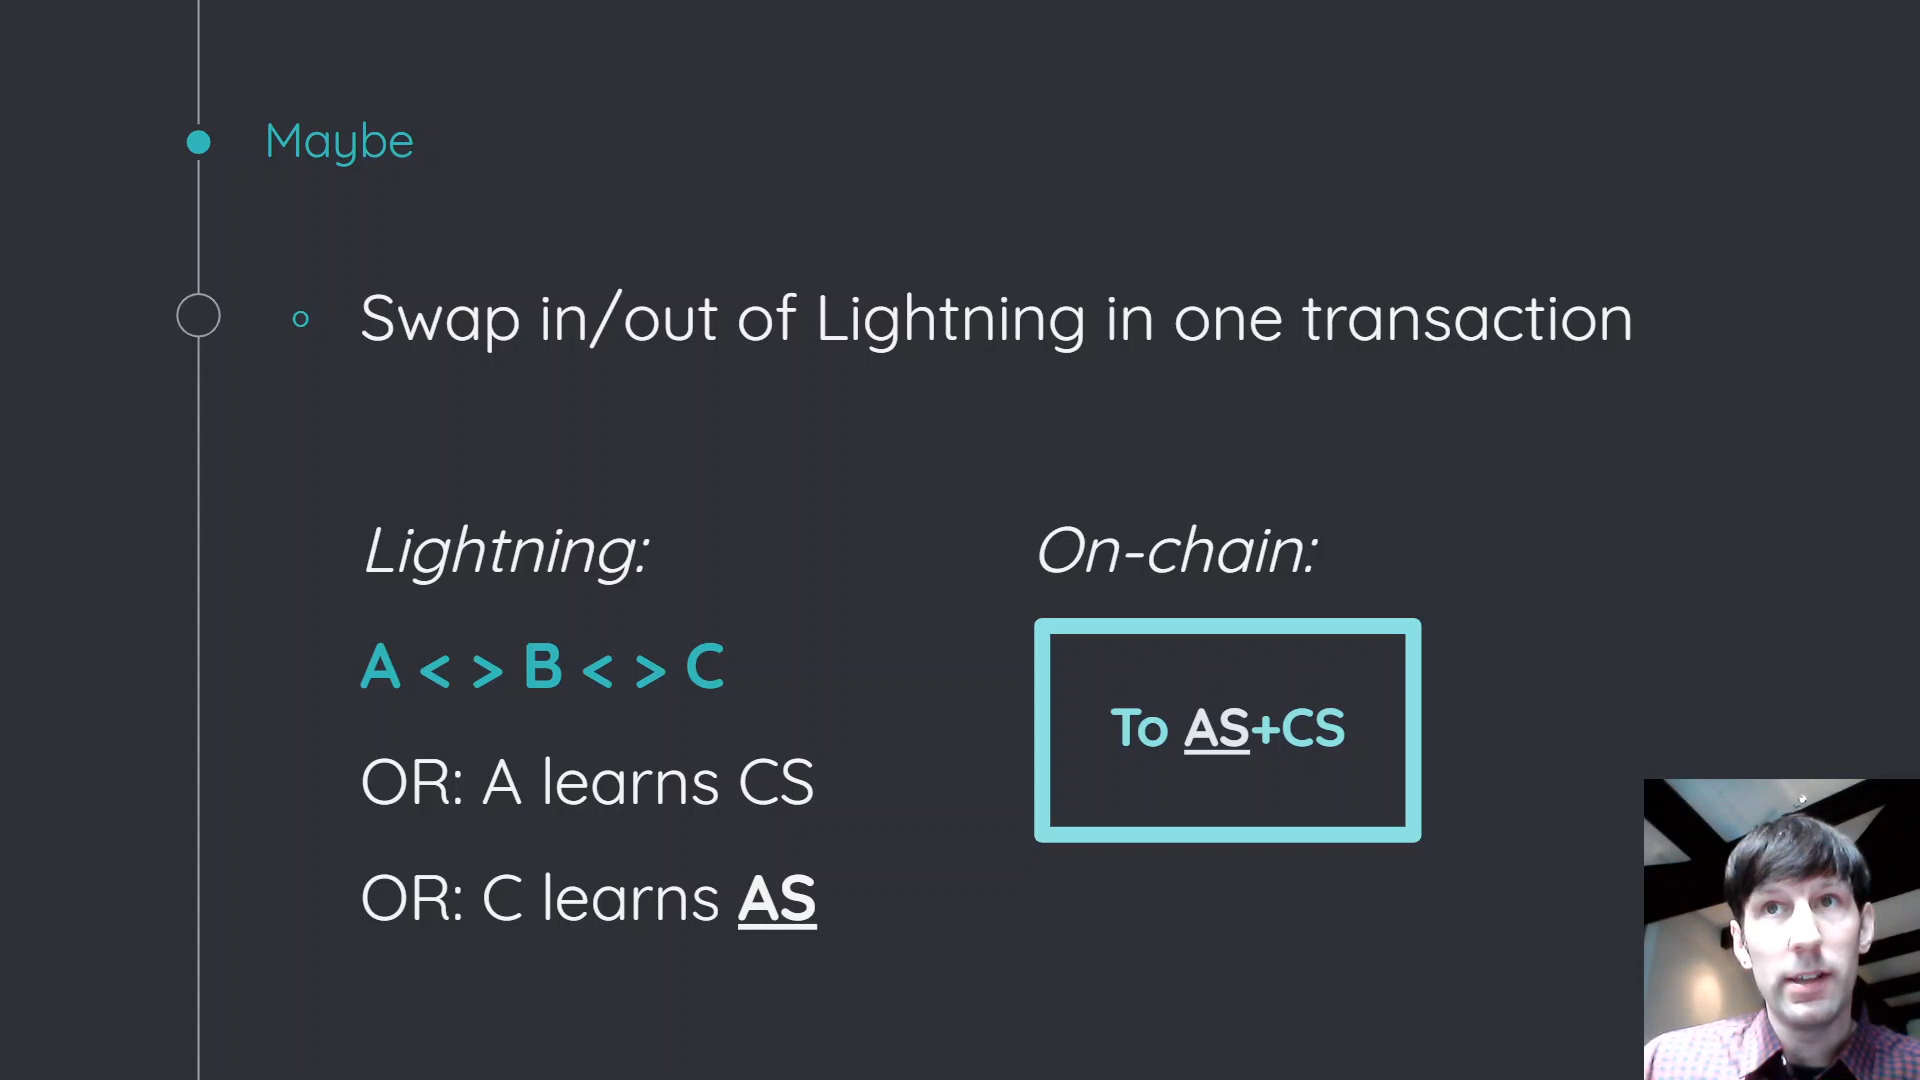 Maybe
Swap in/out of Lightning in one transaction
Lightning:
On-chain:
A < > B < > C
To AS+CS
OR: A learns CS
OR: C learns AS